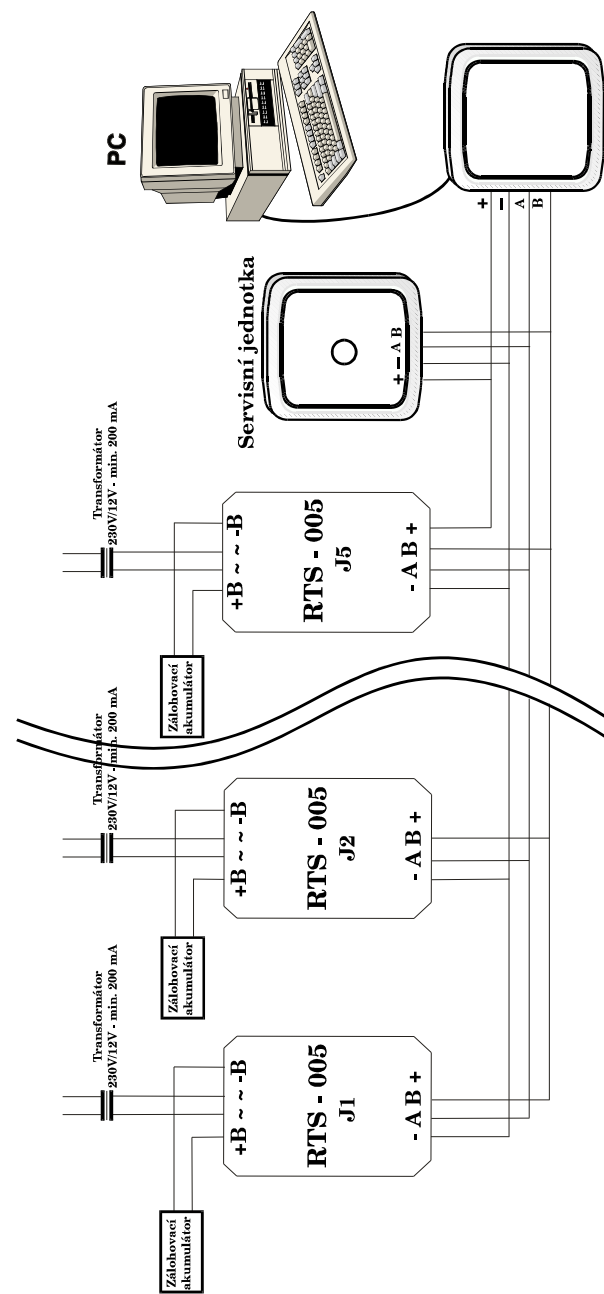 Zálohovací
akumulátor
Transformátor
230V/12V - min. 200 mA
+B ~ ~ -B
RTS - 005
J1
- A B +
Zálohovací
akumulátor
Transformátor
230V/12V - min. 200 mA
+B ~ ~ -B
RTS - 005
J2
- A B +
Zálohovací
akumulátor
Transformátor
230V/12V - min. 200 mA
+B ~ ~ -B
RTS - 005
J5
- A B +
Servisní jednotka
+ – A B
PC
+
–
A
B